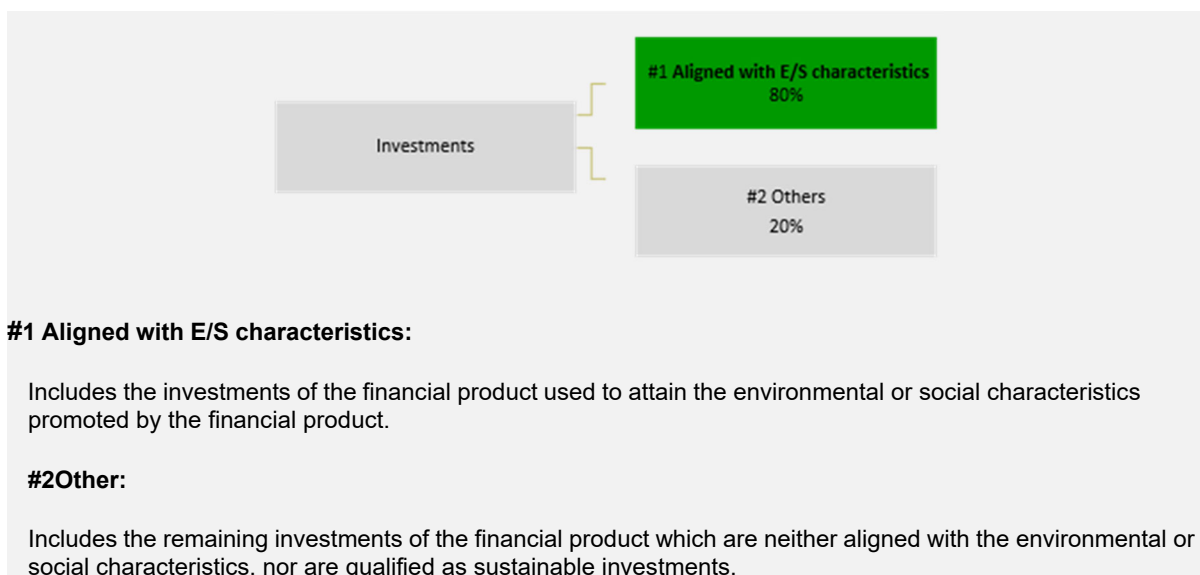 #1 Aligned with E/S characteristics
80%
Investments
#2 Others
20%
#1 Aligned with E/S characteristics:
Includes the investments of the financial product used to attain the environmental or social characteristics
promoted by the financial product.
#2Other:
Includes the remaining investments of the financial product which are neither aligned with the environmental or
social characteristics, nor are qualified as sustainable investments.